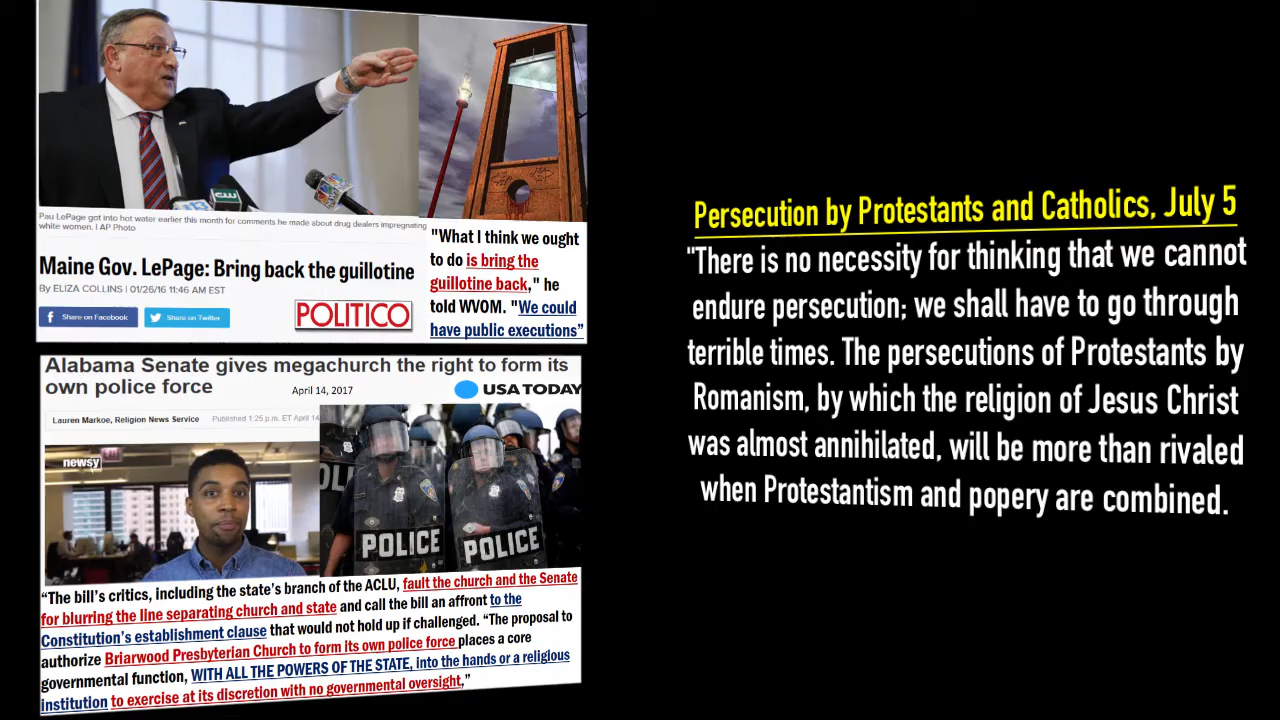 Pau LePage got into hot water earlier this month for comments he made about drug dealers impregnating
white women. | AP Photo
Maine Gov. LePage: Bring back the guillotine
By ELIZA COLLINS | 01/26/16 11:46 AM EST
Share on Facebook
Share on Twitter
POLITICO
"What I think we ought
to do is bring the
guillotine back," he
told WVOM. "We could
have public executions”
Alabama Senate gives megachurch the right to form its
own police force
April 14, 2017
USA TODAY
Lauren Markoe, Religion News Service
Published 1:25 p.m. ET April 14
newsy
POLICE
POLICE
“The bill’s critics, including the state’s branch of the ACLU, fault the church and the Senate
for blurring the line separating church and state and call the bill an affront to the
Constitution’s establishment clause that would not hold up if challenged. “The proposal to
authorize Briarwood Presbyterian Church to form its own police force places a core
governmental function, WITH ALL THE POWERS OF THE STATE, into the hands or a religious
institution to exercise at its discretion with no governmental oversight,”
Persecution by Protestants and Catholics, July 5
"There is no necessity for thinking that we cannot
endure persecution; we shall have to go through
terrible times. The persecutions of Protestants by
Romanism, by which the religion of Jesus Christ
was almost annihilated, will be more than rivaled
when Protestantism and popery are combined.